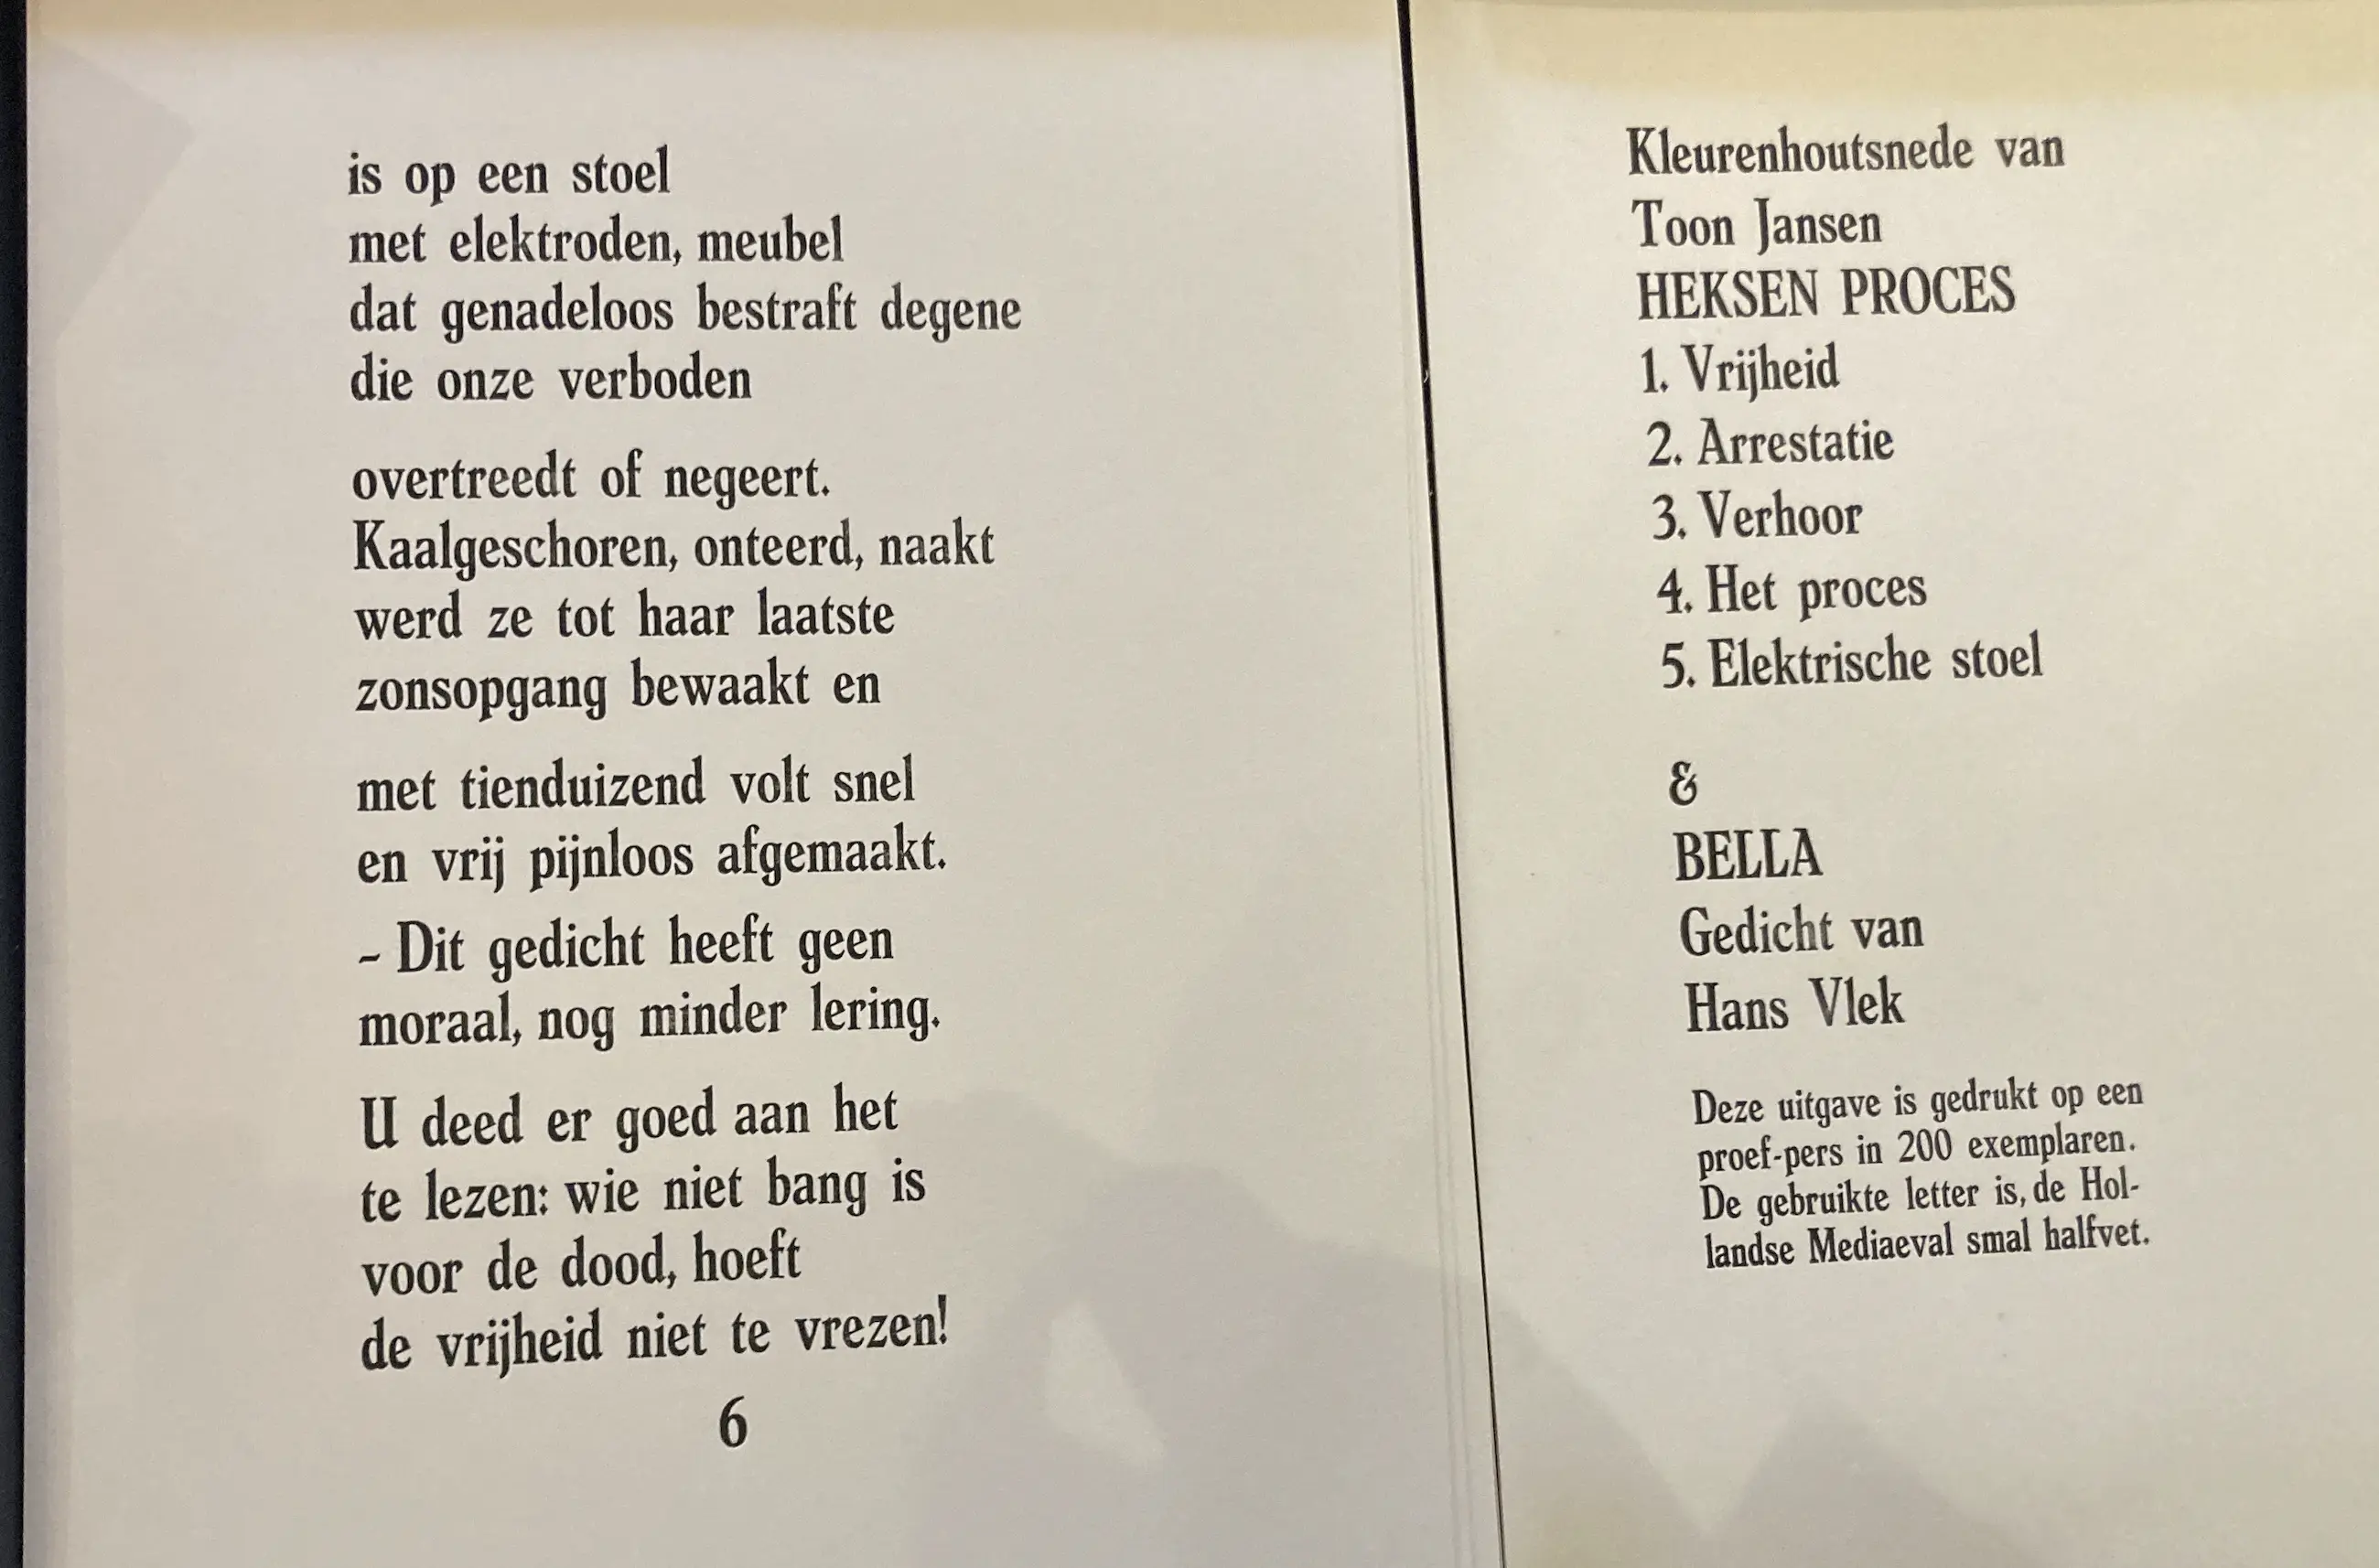 is op een stoel
met elektroden, meubel
dat genadeloos bestraft degene
die onze verboden
overtreedt of negeert.
Kaalgeschoren, onteerd, naakt
werd ze tot haar laatste
zonsopgang bewaakt en
met tienduizend volt snel
en vrij pijnloos afgemaakt.
- Dit gedicht heeft geen
moraal, nog minder lering.
U deed er goed aan het
te lezen: wie niet bang is
voor de dood, hoeft
de vrijheid niet te vrezen!
6
Kleurenhoutsnede van
Toon Jansen
HEKSEN PROCES
1. Vrijheid
2. Arrestatie
3. Verhoor
4. Het proces
5. Elektrische stoel
&
BELLA
Gedicht van
Hans Vlek
Deze uitgave is gedrukt op een
proef-pers in 200 exemplaren.
De gebruikte letter is, de Hol-
landse Mediaeval smal halfvet.